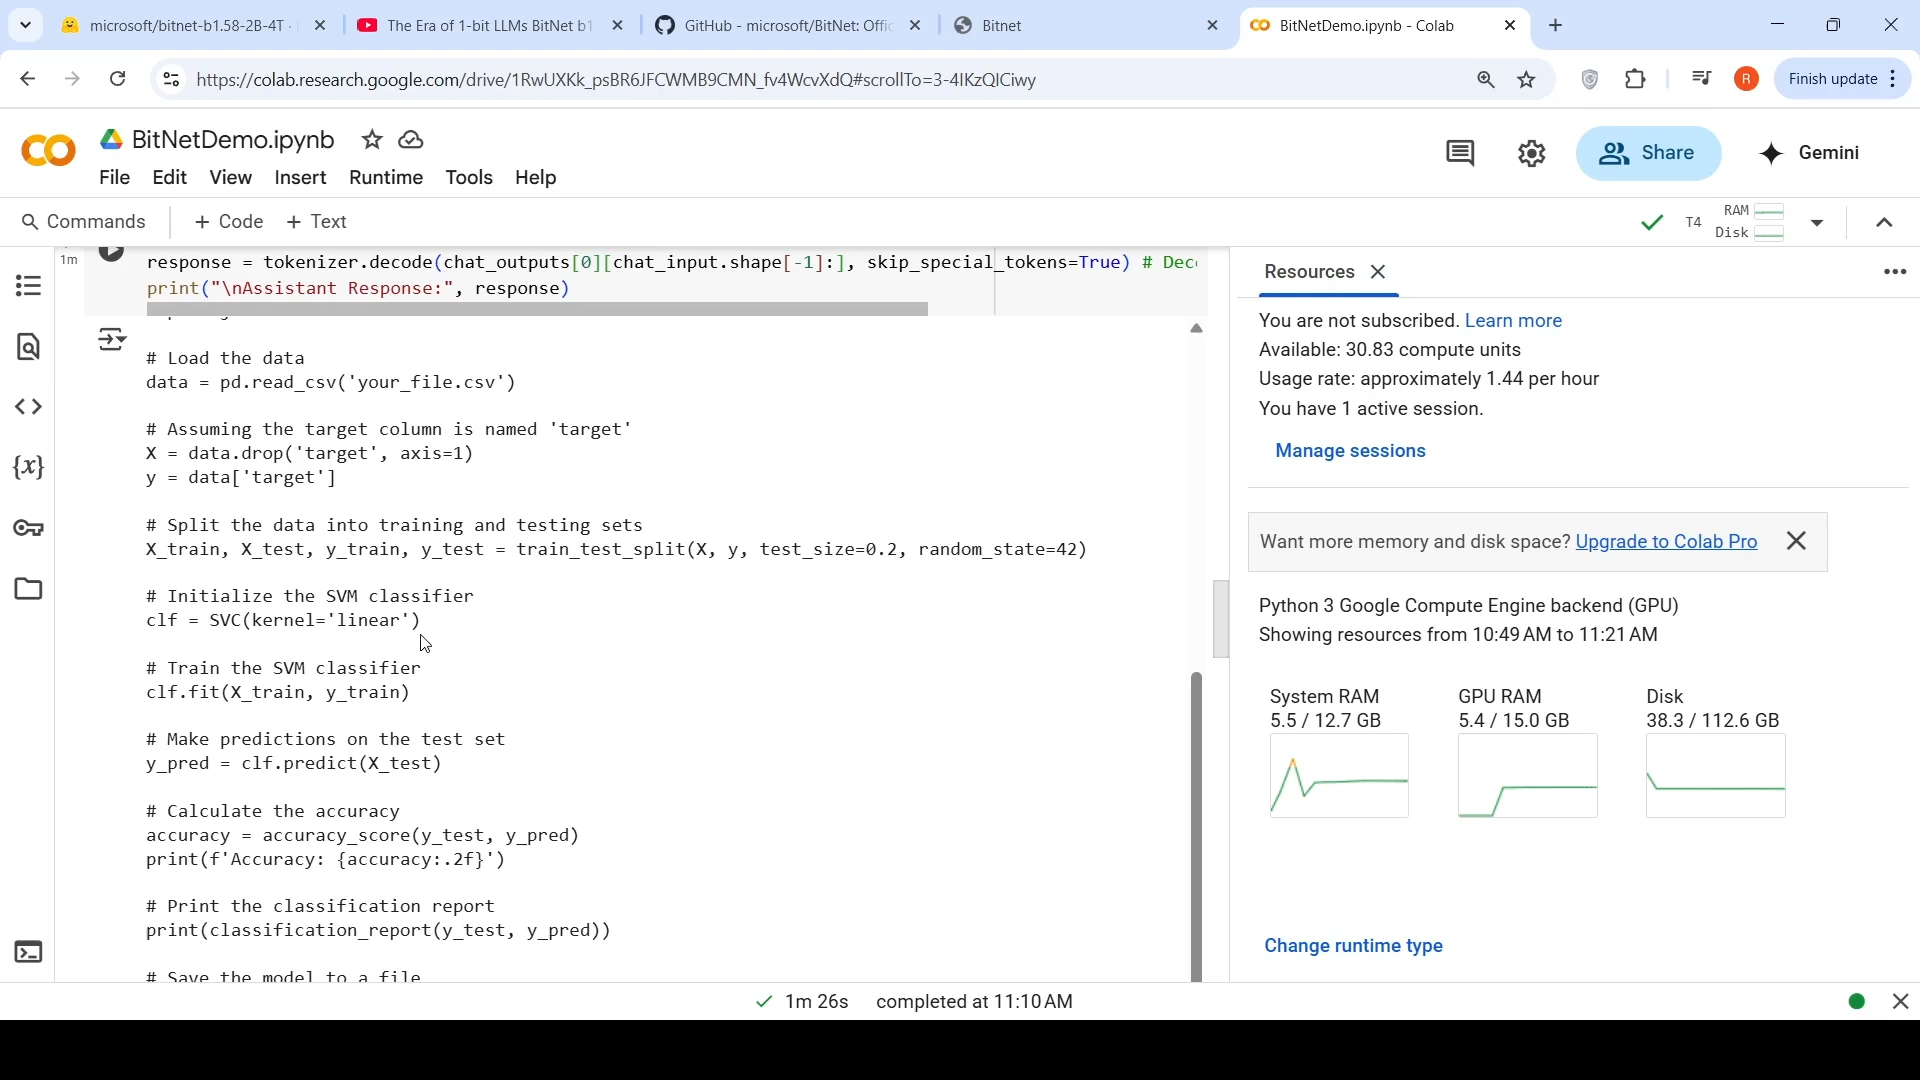 microsoft/bitnet-b1.58-2B-4T ·
The Era of 1-bit LLMs BitNet b1
GitHub - microsoft/BitNet: Offic
Bitnet
BitNetDemo.ipynb - Colab
https://colab.research.google.com/drive/1RwUXKk_psBR6JFCWMB9CMN_fv4WcvXdQ#scrollTo=3-4IKzQlCiwy
R
Finish update
BitNetDemo.ipynb
File Edit View Insert Runtime Tools Help
Share
Gemini
Commands
+ Code
+ Text
T4
RAM
Disk
1m
response = tokenizer.decode(chat_outputs[0][chat_input.shape[-1]:], skip_special_tokens=True) # Dec
print("\nAssistant Response:", response)
# Load the data
data = pd.read_csv('your_file.csv')
# Assuming the target column is named 'target'
X = data.drop('target', axis=1)
y = data['target']
# Split the data into training and testing sets
X_train, X_test, y_train, y_test = train_test_split(X, y, test_size=0.2, random_state=42)
# Initialize the SVM classifier
clf = SVC(kernel='linear')
# Train the SVM classifier
clf.fit(X_train, y_train)
# Make predictions on the test set
y_pred = clf.predict(X_test)
# Calculate the accuracy
accuracy = accuracy_score(y_test, y_pred)
print(f'Accuracy: {accuracy:.2f}')
# Print the classification report
print(classification_report(y_test, y_pred))
# Save the model to a file
Resources
You are not subscribed. Learn more
Available: 30.83 compute units
Usage rate: approximately 1.44 per hour
You have 1 active session.
Manage sessions
Want more memory and disk space? Upgrade to Colab Pro
Python 3 Google Compute Engine backend (GPU)
Showing resources from 10:49 AM to 11:21 AM
System RAM
5.5 / 12.7 GB
GPU RAM
5.4 / 15.0 GB
Disk
38.3 / 112.6 GB
Change runtime type
1m 26s completed at 11:10 AM